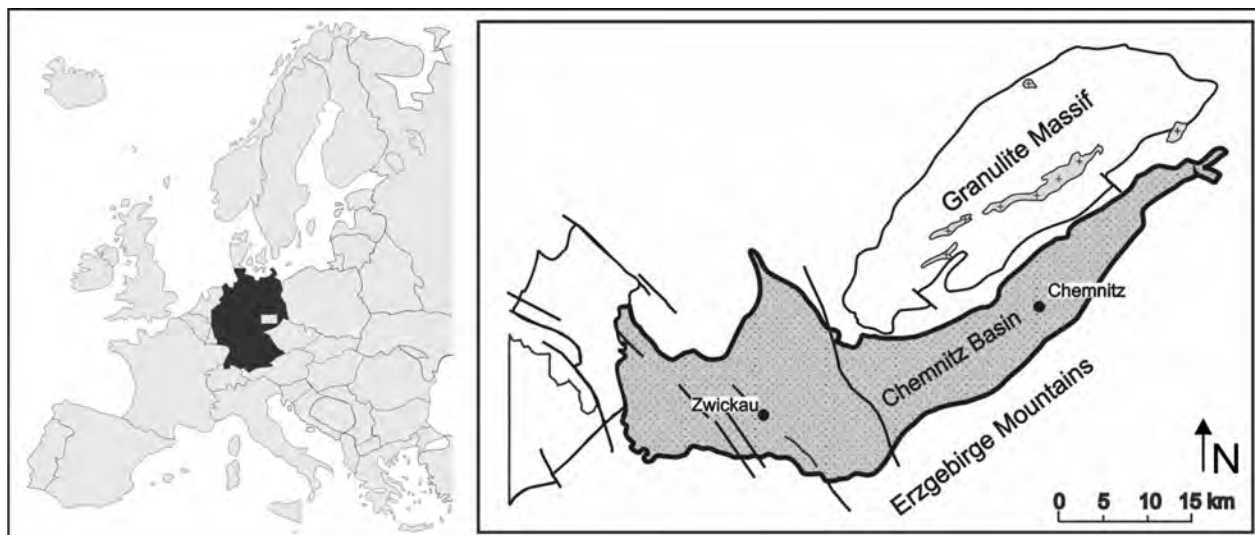 Granulite Massif
Chemnitz
Chemnitz Basin
Zwickau
Erzgebirge Mountains
N
0 5 10 15 km